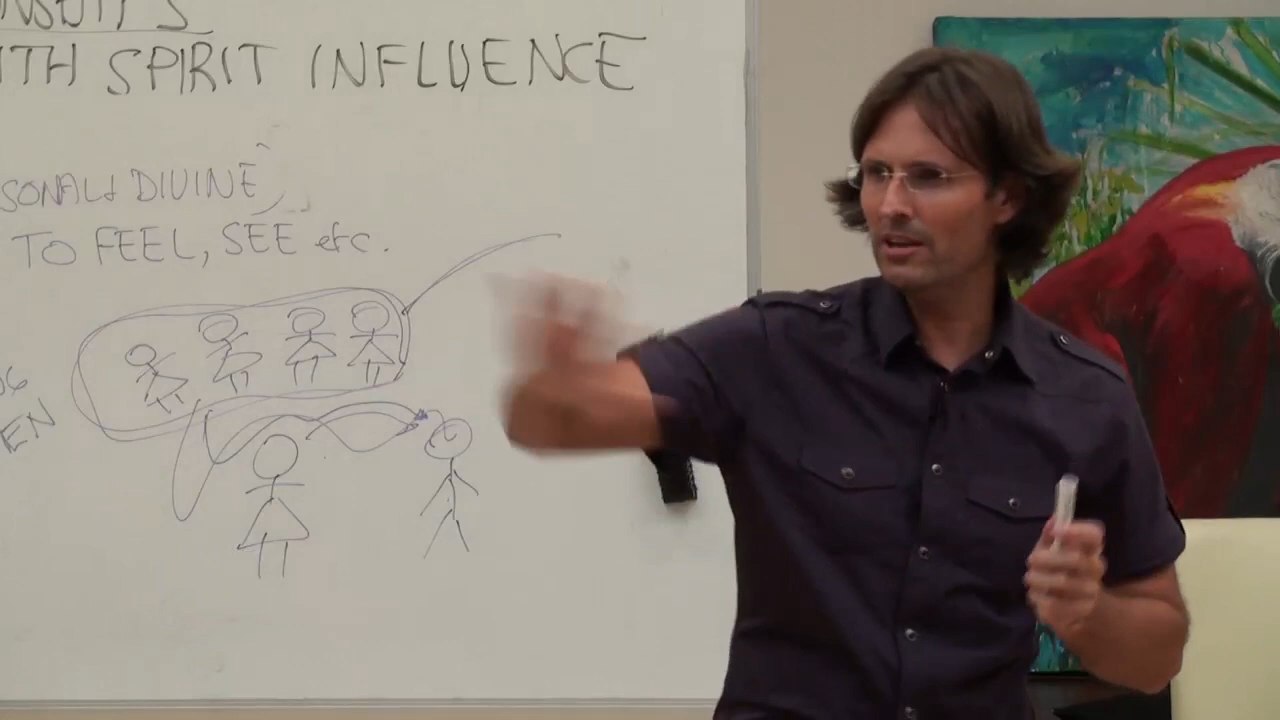 ITH SPIRIT INFLUENCE
SONAL & DIVINE
TO FEEL, SEE etc.
EN